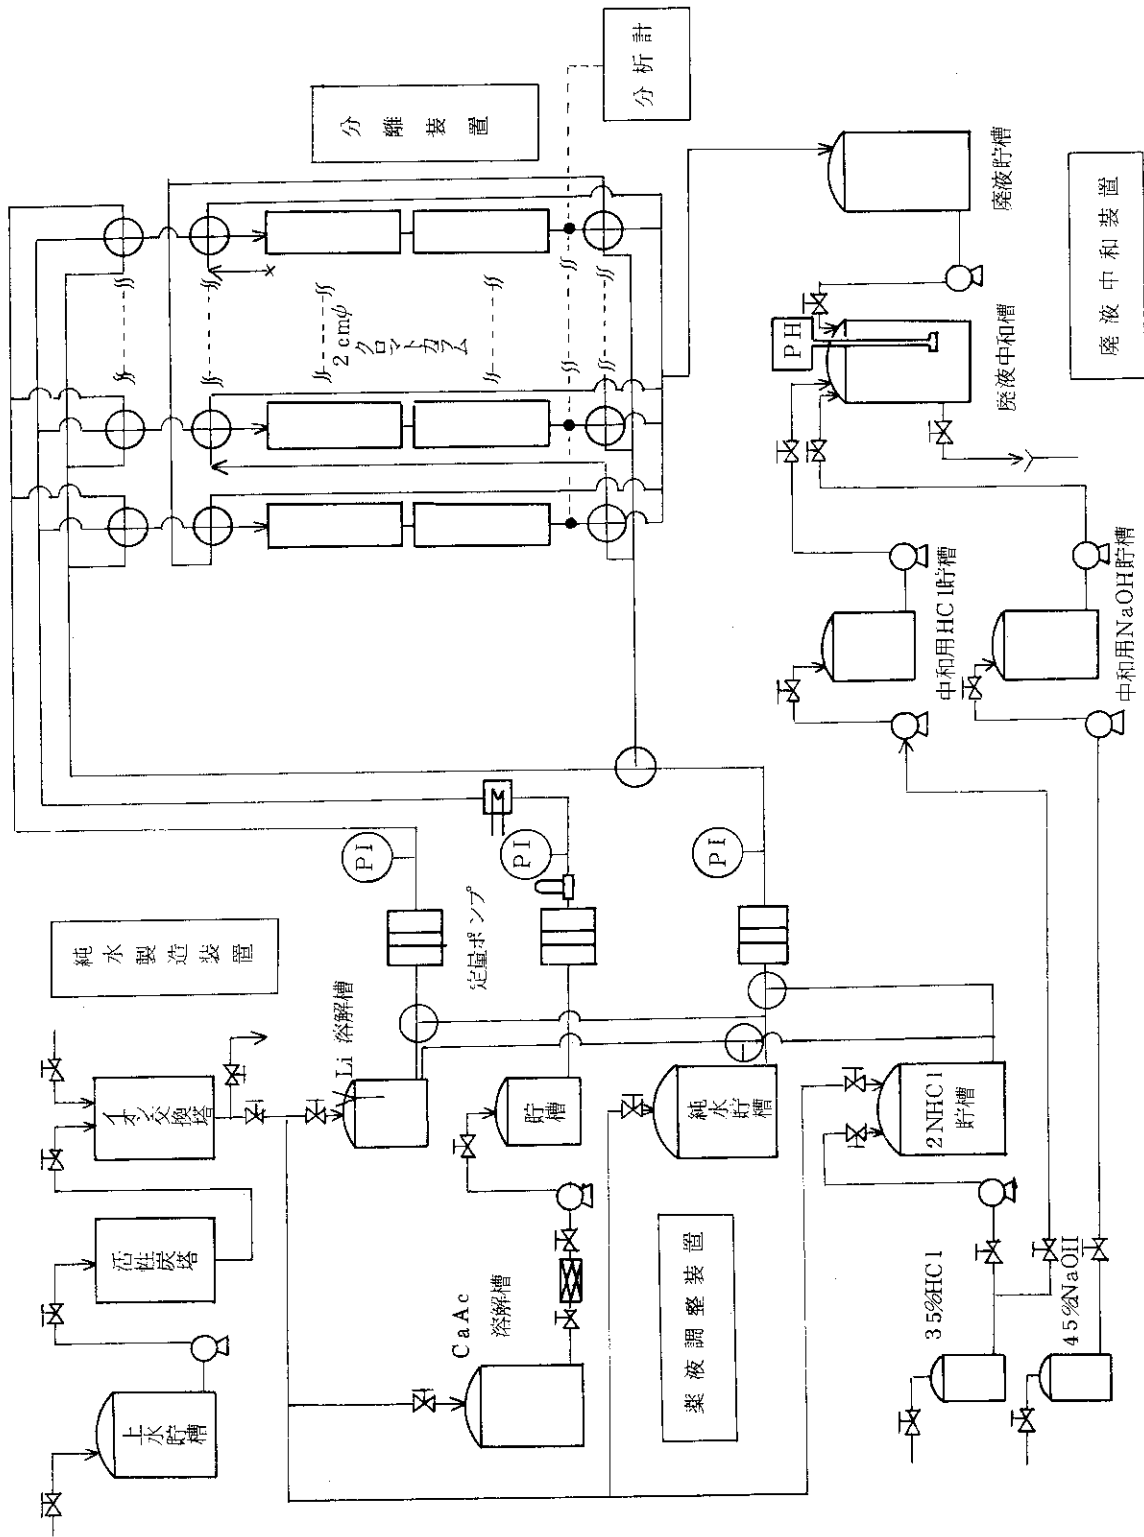 純水製造装置
上水貯槽
活性炭塔
イオン交換塔
Li 溶解槽
定量ポンプ
PI
PI
PI
CaAc
溶解槽
貯槽
純水貯槽
2NHCl
貯槽
薬液調整装置
35%HCl
45%NaOH
分離装置
2cmφ
クロマトカラム
分析計
中和用HCl貯槽
中和用NaOH貯槽
PH
廃液中和槽
廃液貯槽
廃液中和装置